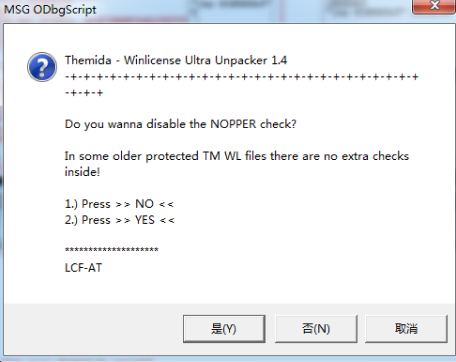 MSG ODbgScript
Themida - Winlicense Ultra Unpacker 1.4
-+-+-+-+-+-+-+-+-+-+-+-+-+-+-+-+-+-+-+-+-+-+-+-+-+-+-+
-+-+-+
Do you wanna disable the NOPPER check?
In some older protected TM WL files there are no extra checks
inside!
1.) Press >> NO <<
2.) Press >> YES <<
********************
LCF-AT
是(Y)
否(N)
取消